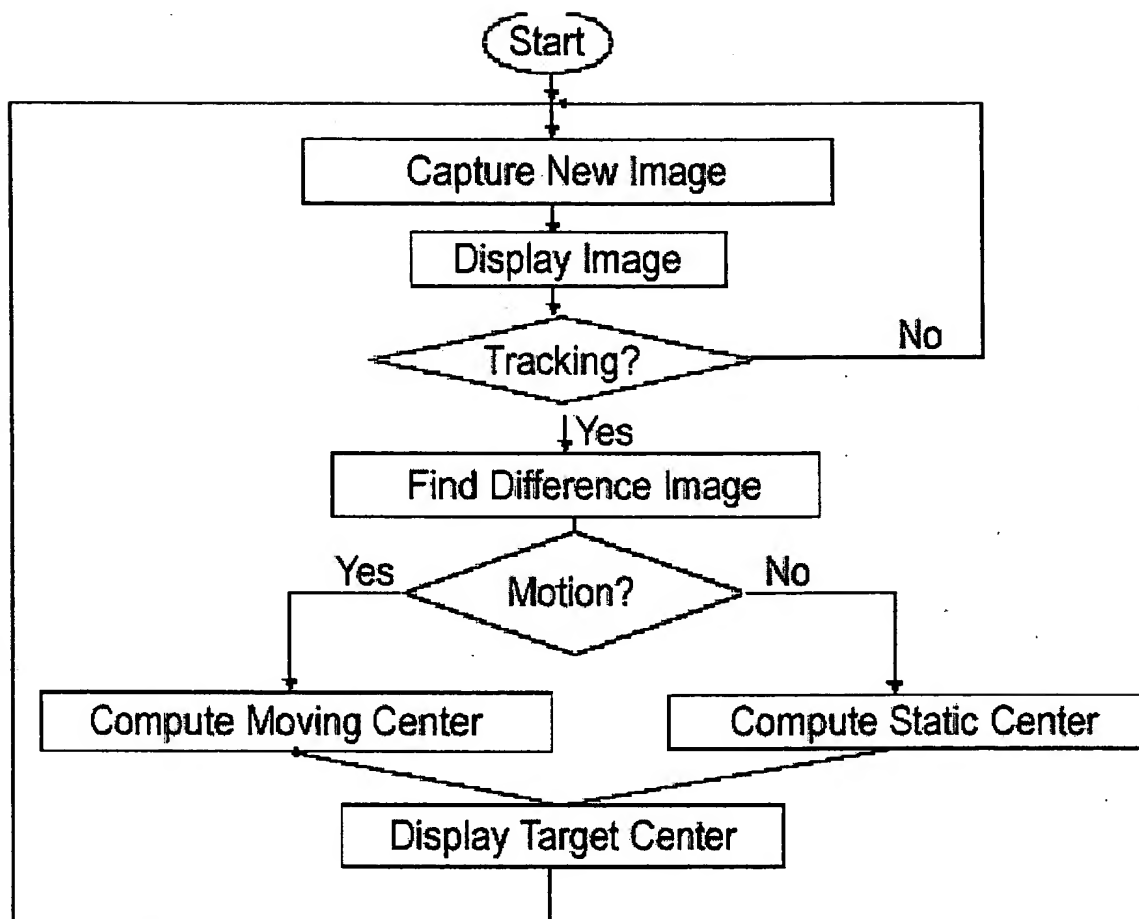 Start
Capture New Image
Display Image
Tracking?
No
Yes
Find Difference Image
Yes
Motion?
No
Compute Moving Center
Compute Static Center
Display Target Center